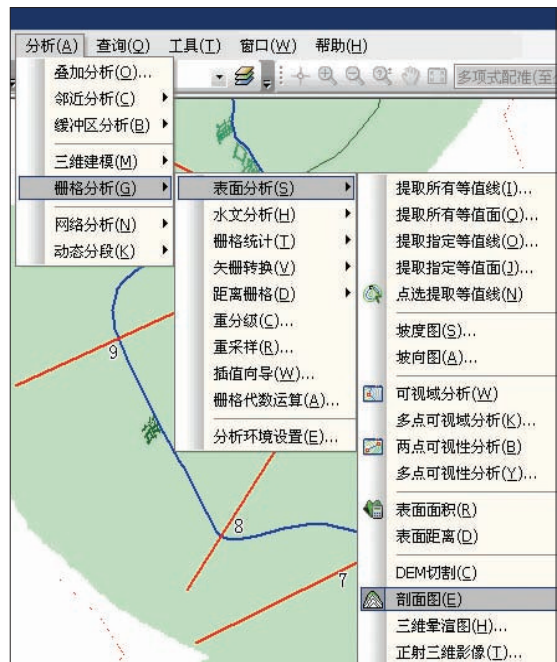 分析(A) 查询(Q) 工具(T) 窗口(W) 帮助(H)
多项式配准(至
叠加分析(O)...
邻近分析(C)
缓冲区分析(B)
三维建模(M)
栅格分析(G)
网络分析(N)
动态分段(K)
表面分析(S)
水文分析(H)
栅格统计(T)
矢栅转换(V)
距离栅格(D)
重分级(C)...
重采样(R)...
插值向导(W)...
栅格代数运算(A)...
分析环境设置(E)...
提取所有等值线(I)...
提取所有等值面(O)...
提取指定等值线(O)...
提取指定等值面(J)...
点选提取等值线(N)
坡度图(S)...
坡向图(A)...
可视域分析(W)
多点可视域分析(K)...
两点可视性分析(B)
多点可视性分析(Y)...
表面面积(R)
表面距离(D)
DEM切割(C)
剖面图(E)
三维晕渲图(H)...
正射三维影像(T)...
9
8
7